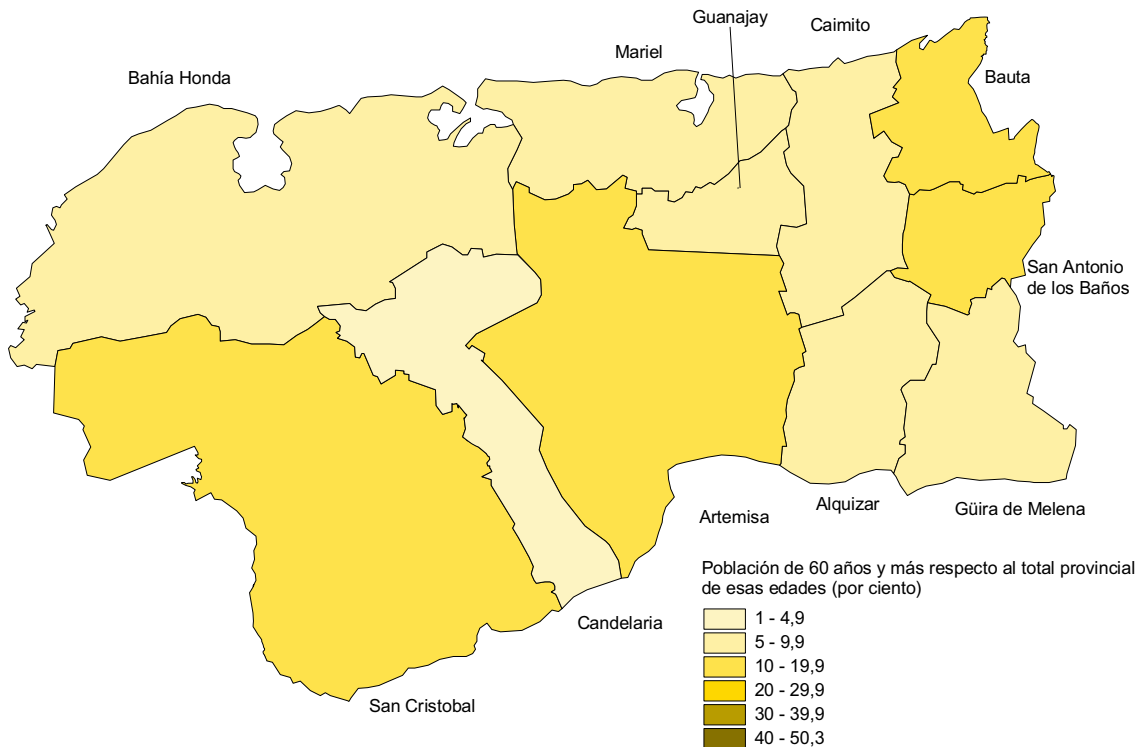 Guanajay
Caimito
Mariel
Bahía Honda
Bauta
San Antonio
de los Baños
Artemisa
Alquizar
Güira de Melena
Candelaria
San Cristobal
Población de 60 años y más respecto al total provincial
de esas edades (por ciento)
1 - 4,9
5 - 9,9
10 - 19,9
20 - 29,9
30 - 39,9
40 - 50,3